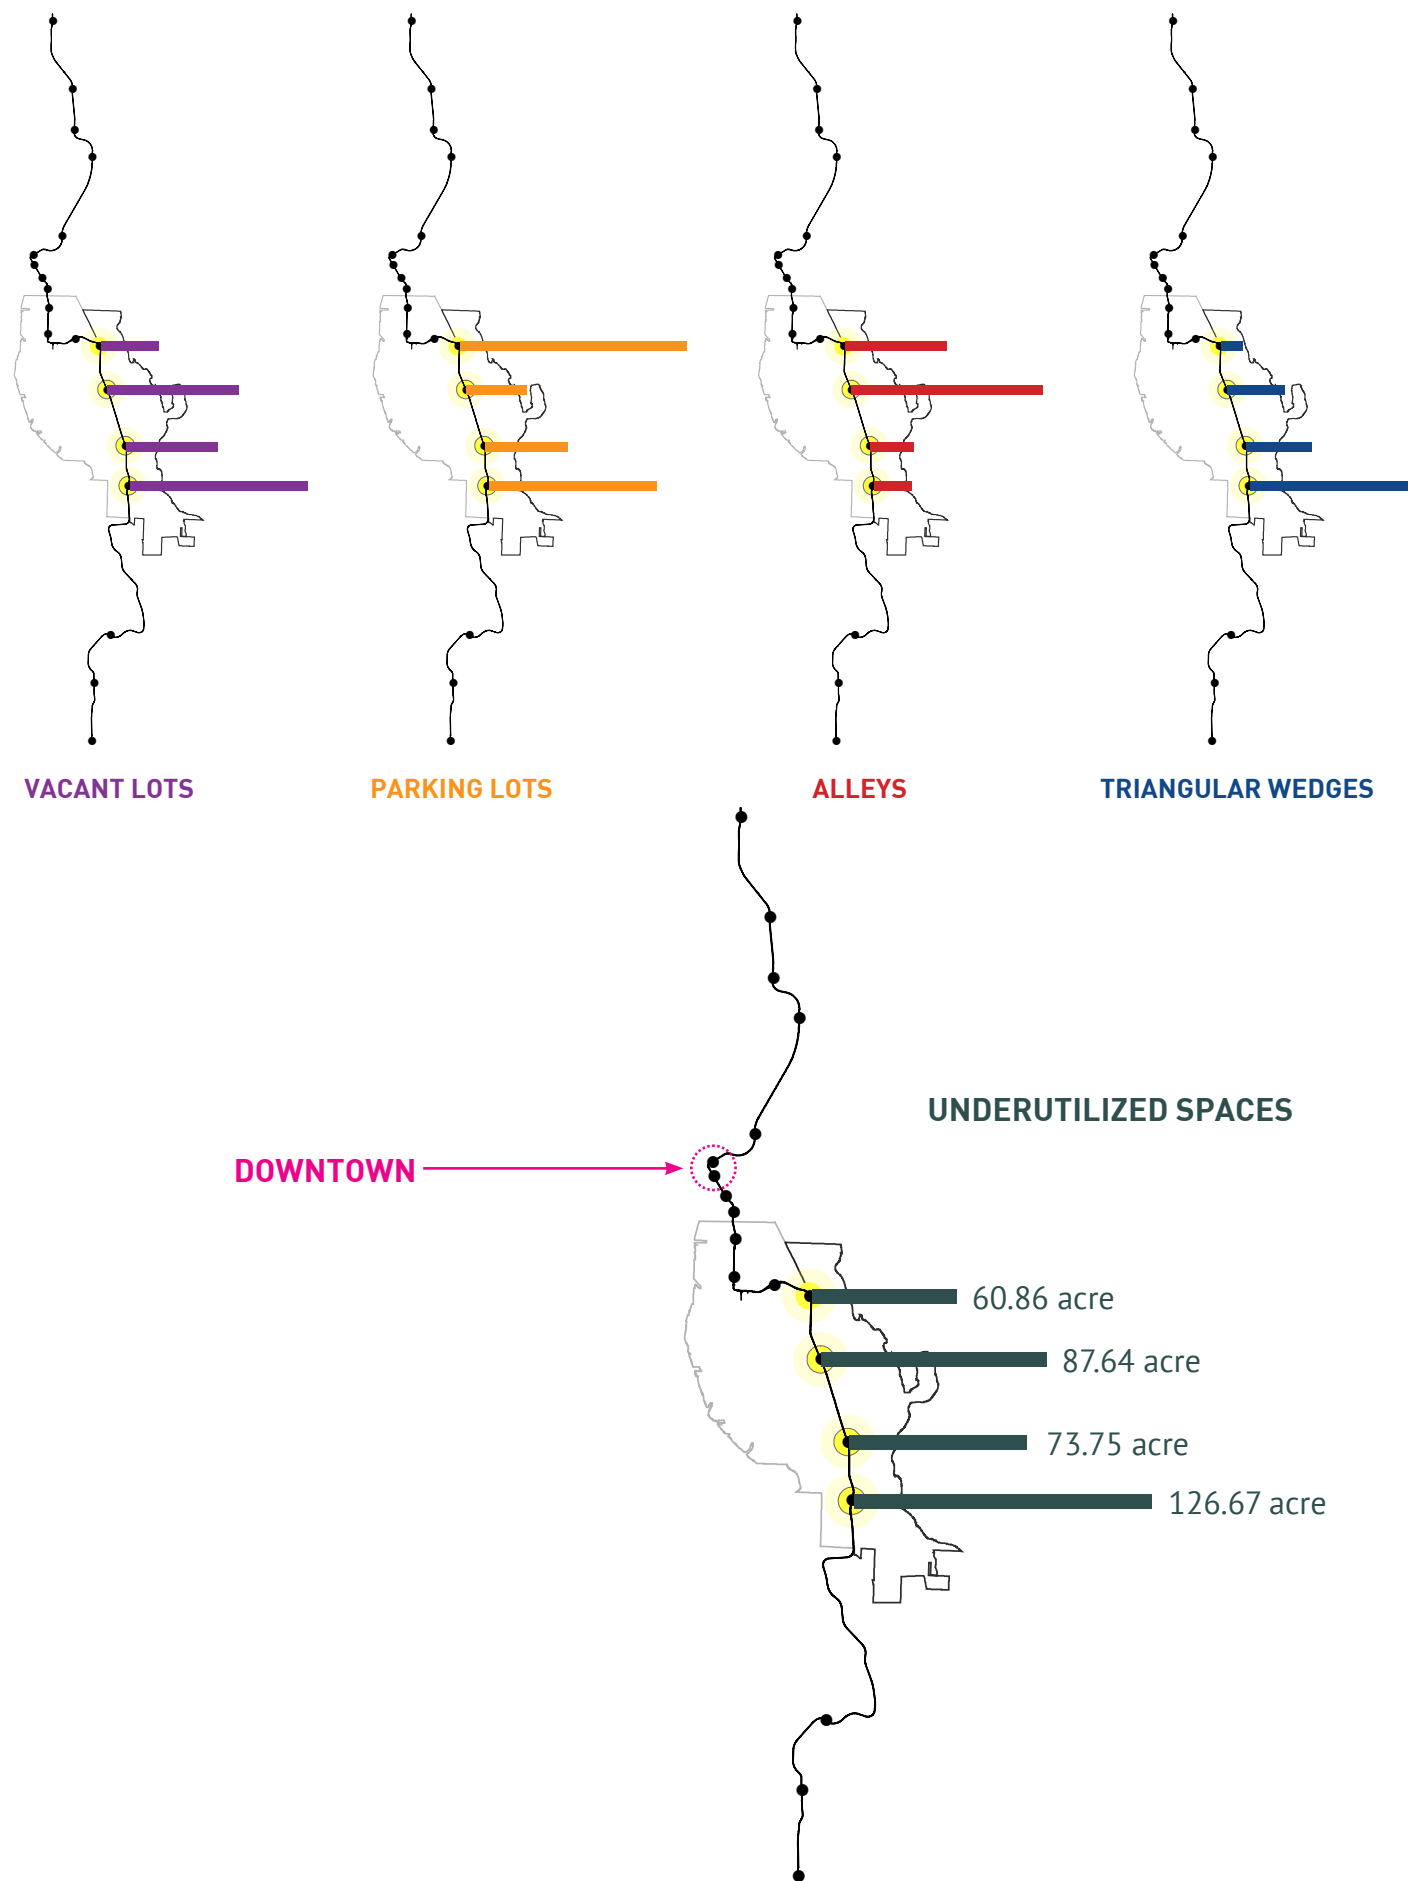 VACANT LOTS
PARKING LOTS
ALLEYS
TRIANGULAR WEDGES
UNDERUTILIZED SPACES
DOWNTOWN
60.86 acre
87.64 acre
73.75 acre
126.67 acre